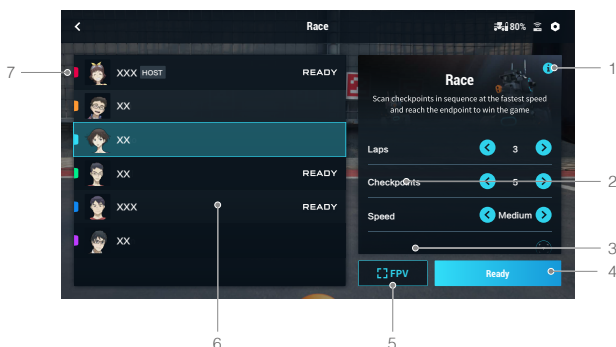 Race
80%
1
7
XXX HOST READY
XX
XX
XX READY
XXX READY
XX
Race
Scan checkpoints in sequence at the fastest speed
and reach the endpoint to win the game
Laps 3
Checkpoints 5
2
Speed Medium
3
FPV
Ready
4
6
5